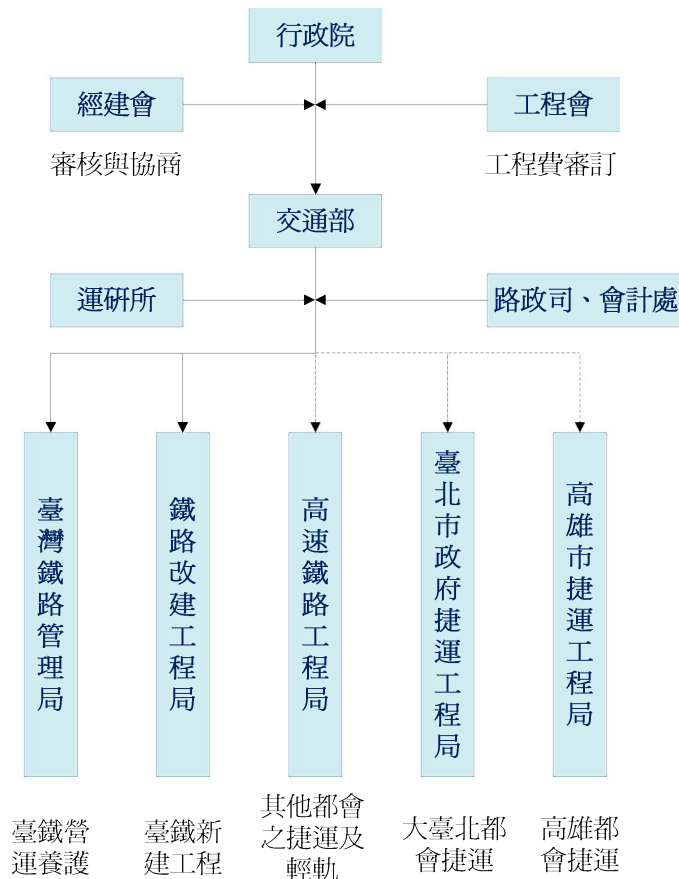 行政院
經建會
工程會
審核與協商
工程費審訂
交通部
運研所
路政司、會計處
臺灣鐵路管理局
鐵路改建工程局
高速鐵路工程局
臺北市政府捷運工程局
高雄市捷運工程局
臺鐵營
運養護
臺鐵新
建工程
其他都會
之捷運及
輕軌
大臺北都
會捷運
高雄都
會捷運